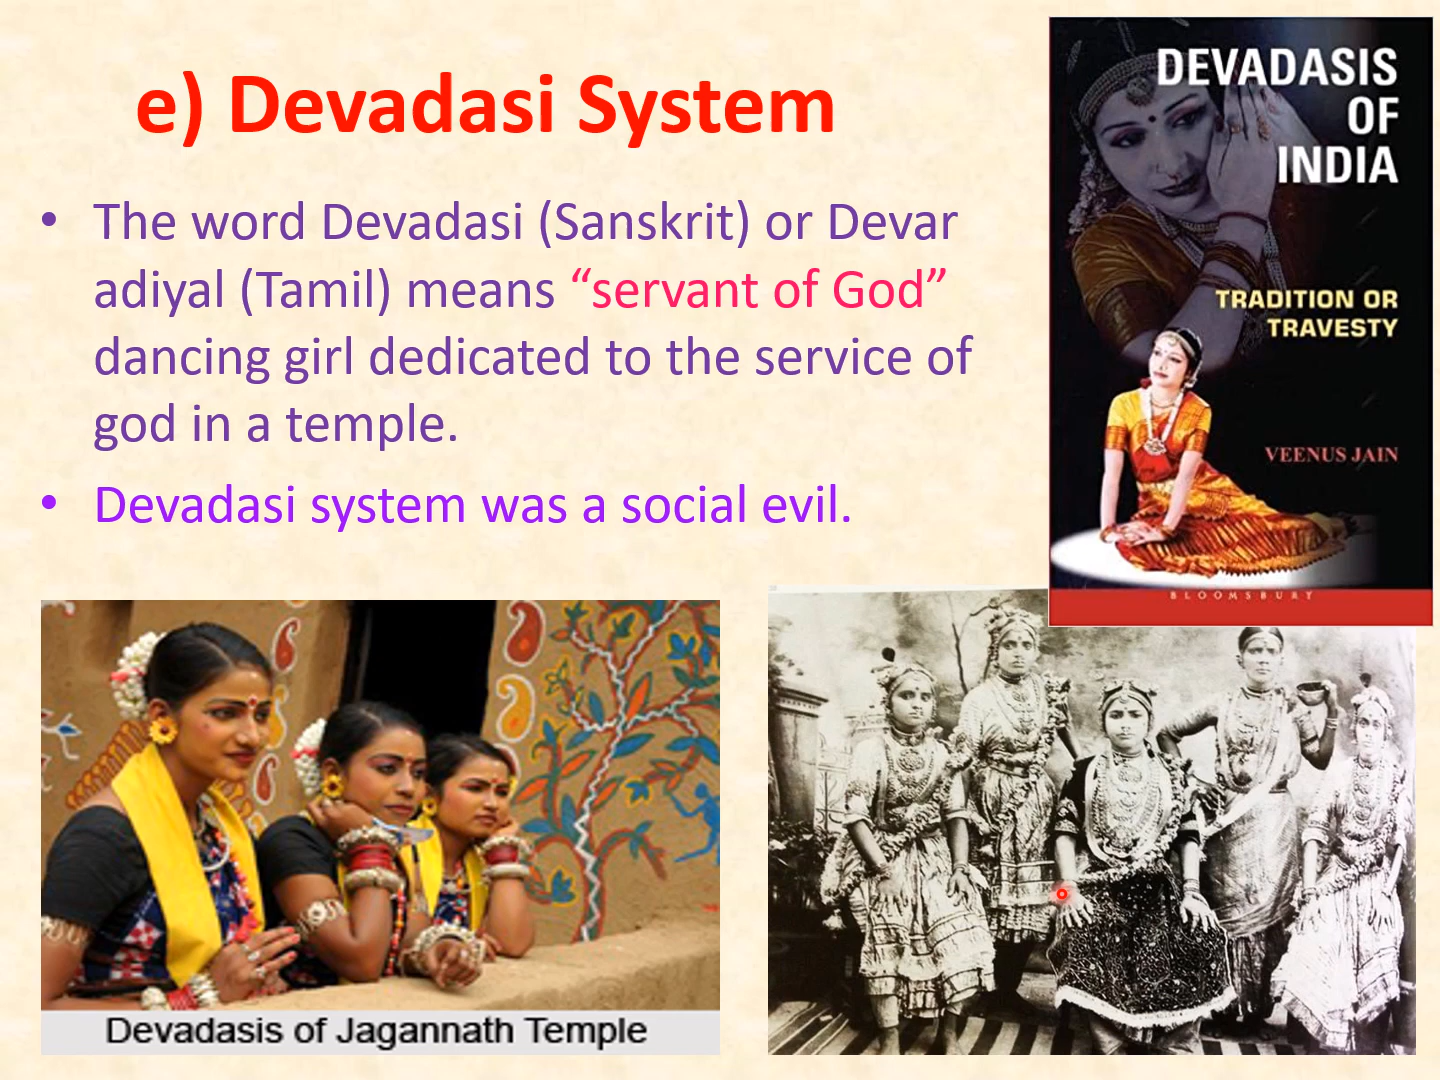 e) Devadasi System
• The word Devadasi (Sanskrit) or Devar
adiyal (Tamil) means “servant of God”
dancing girl dedicated to the service of
god in a temple.
• Devadasi system was a social evil.
DEVADASIS
OF
INDIA
TRADITION OR
TRAVESTY
VEENUS JAIN
BLOOMSBURY
Devadasis of Jagannath Temple